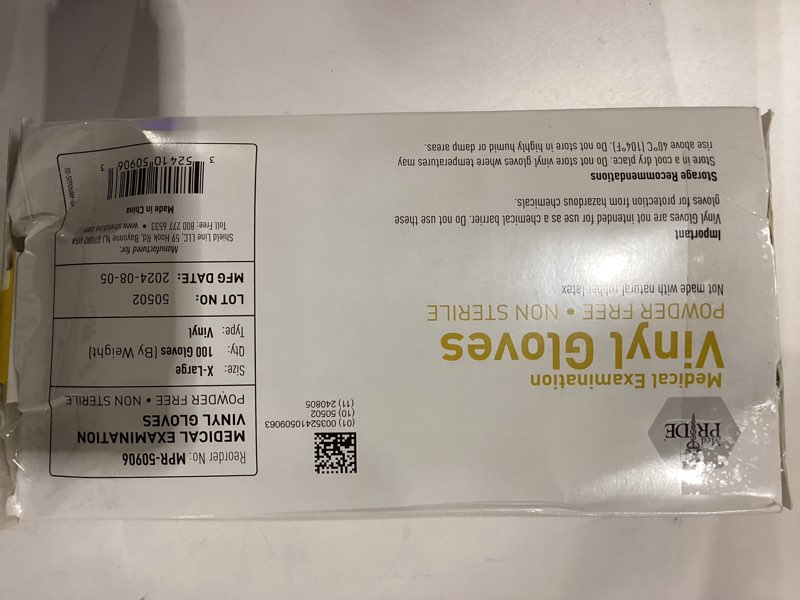 Med
PRIDE
Medical Examination
Vinyl Gloves
POWDER FREE • NON STERILE
Not made with natural rubber latex
Important
Vinyl Gloves are not intended for use as a chemical barrier. Do not use these
gloves for protection from hazardous chemicals.
Storage Recommendations
Store in a cool dry place. Do not store vinyl gloves where temperatures may
rise above 40°C (104°F). Do not store in highly humid or damp areas.
(01) 00352410509063
(10) 50502
(11) 240805
Reorder No: MPR-50906
MEDICAL EXAMINATION
VINYL GLOVES
POWDER FREE • NON STERILE
Size: X-Large
Qty: 100 Gloves (By Weight)
Type: Vinyl
LOT NO: 50502
MFG DATE: 2024-08-05
Manufactured for:
Shield Line LLC, 59 Hook Rd, Bayonne NJ 07002 USA
Toll Free: 800 277 6533 • www.shieldline.com
Made in China
3 52410 50906 3